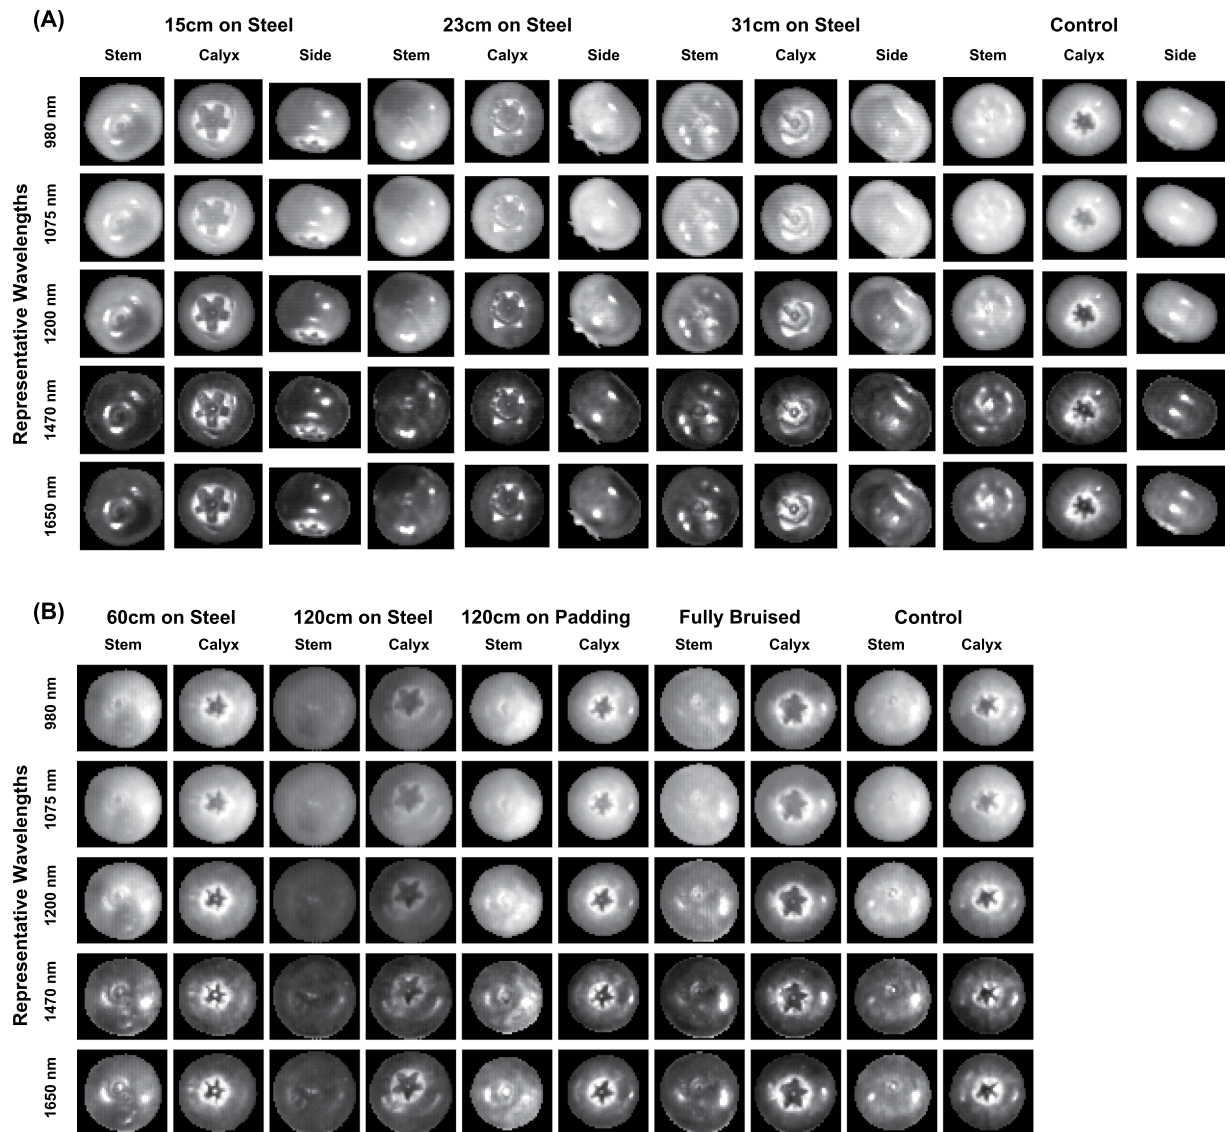 (A)
15cm on Steel 23cm on Steel 31cm on Steel Control
Stem Calyx Side Stem Calyx Side Stem Calyx Side Stem Calyx Side
Representative Wavelengths
980 nm
1075 nm
1200 nm
1470 nm
1650 nm
(B)
60cm on Steel 120cm on Steel 120cm on Padding Fully Bruised Control
Stem Calyx Stem Calyx Stem Calyx Stem Calyx Stem Calyx
Representative Wavelengths
980 nm
1075 nm
1200 nm
1470 nm
1650 nm